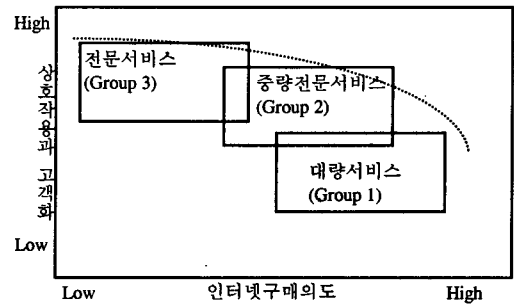 High
전문서비스
(Group 3)
중량전문서비스
(Group 2)
대량서비스
(Group 1)
상호작용과 고객화
Low
Low
인터넷구매의도
High